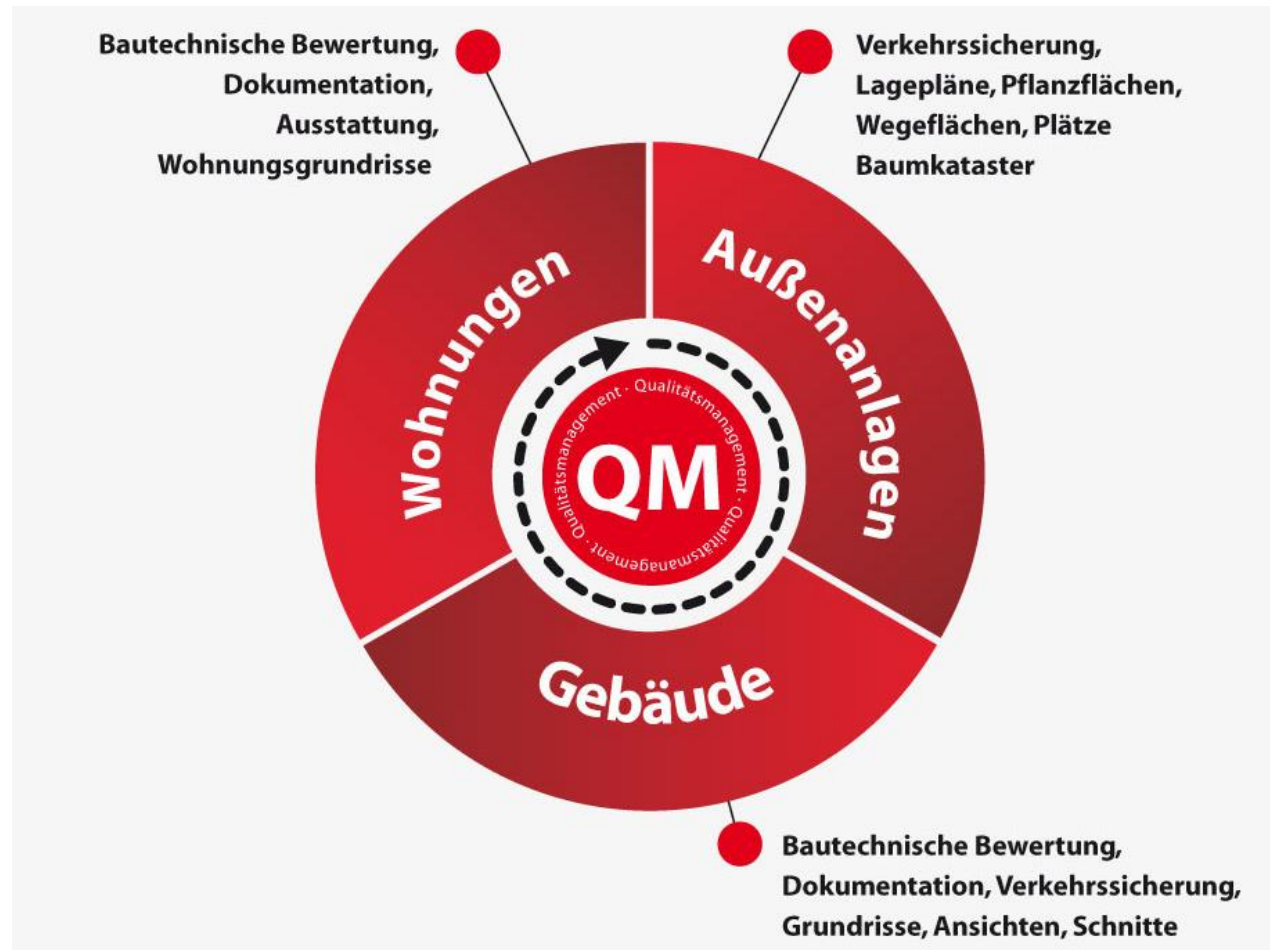 Bautechnische Bewertung,
Dokumentation,
Ausstattung,
Wohnungsgrundrisse
Verkehrssicherung,
Lagepläne, Pflanzflächen,
Wegeflächen, Plätze
Baumkataster
Wohnungen
Außenanlagen
Gebäude
Qualitätsmanagement · Qualitätsmanagement · Qualitätsmanagement ·
QM
Bautechnische Bewertung,
Dokumentation, Verkehrssicherung,
Grundrisse, Ansichten, Schnitte